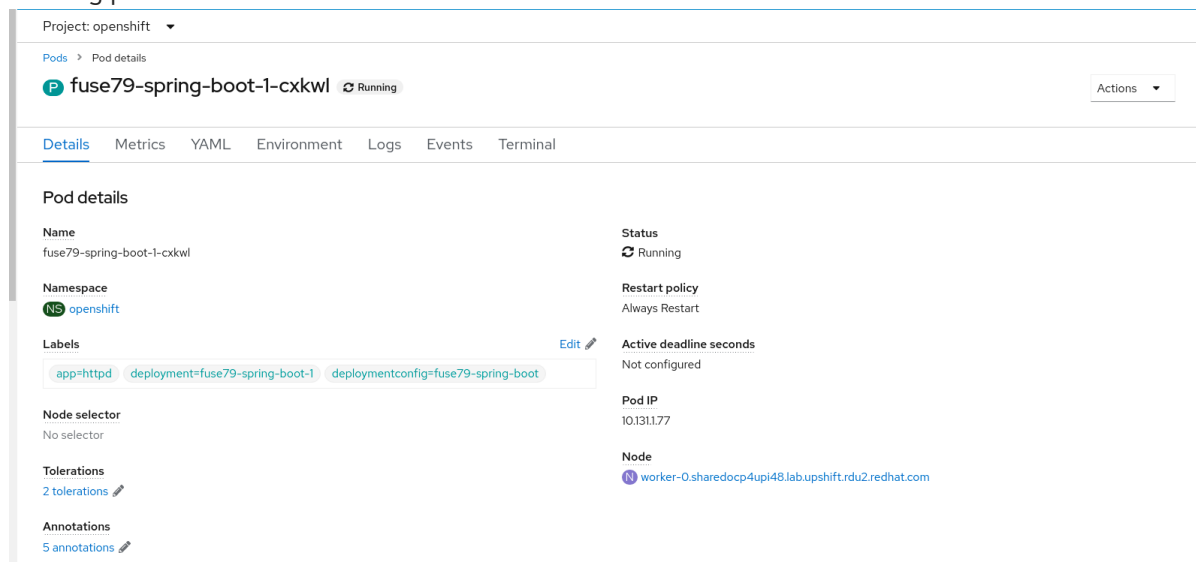 Project: openshift
Pods > Pod details
P fuse79-spring-boot-1-cxkwl Running
Actions
Details Metrics YAML Environment Logs Events Terminal
Pod details
Name
fuse79-spring-boot-1-cxkwl
Namespace
NS openshift
Labels
Edit
app=httpd deployment=fuse79-spring-boot-1 deploymentconfig=fuse79-spring-boot
Node selector
No selector
Tolerations
2 tolerations
Annotations
5 annotations
Status
Running
Restart policy
Always Restart
Active deadline seconds
Not configured
Pod IP
10.131.1.77
Node
N worker-0.sharedocp4upi48.lab.upshift.rdu2.redhat.com